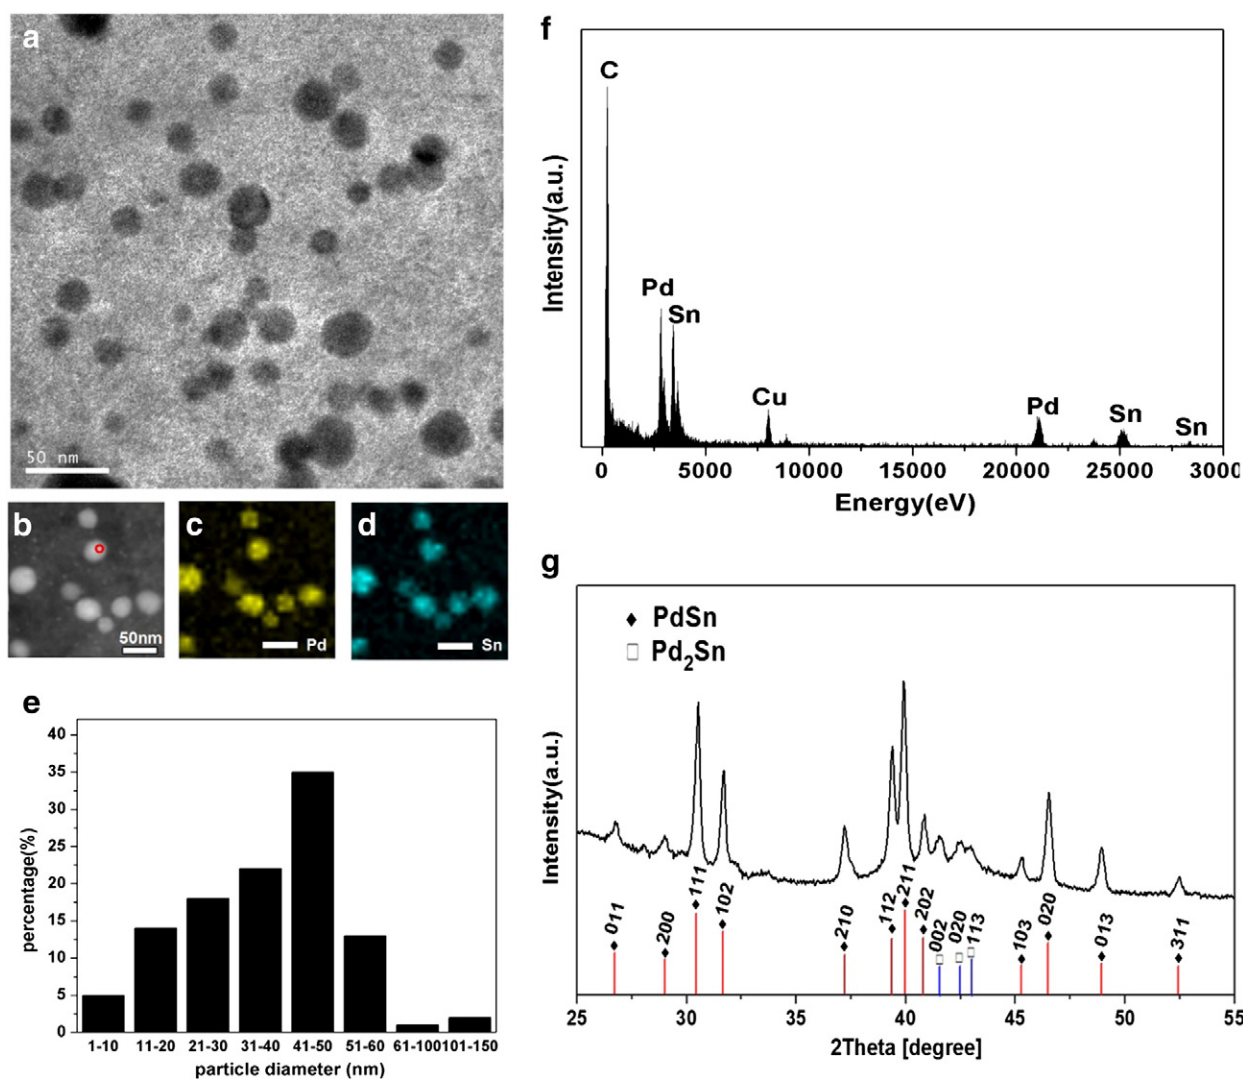 a
50 nm
b
50nm
c
Pd
d
Sn
e
percentage(%)
40
35
30
25
20
15
10
5
0
1-10 11-20 21-30 31-40 41-50 51-60 61-100 101-150
particle diameter (nm)
f
Intensity(a.u.)
C
Pd
Sn
Cu
Pd
Sn
Sn
0 5000 10000 15000 20000 25000 3000
Energy(eV)
g
Intensity(a.u.)
♦ PdSn
□ Pd₂Sn
011
200
111
102
210
112
211
202
002
020
113
103
020
013
311
25 30 35 40 45 50 55
2Theta [degree]